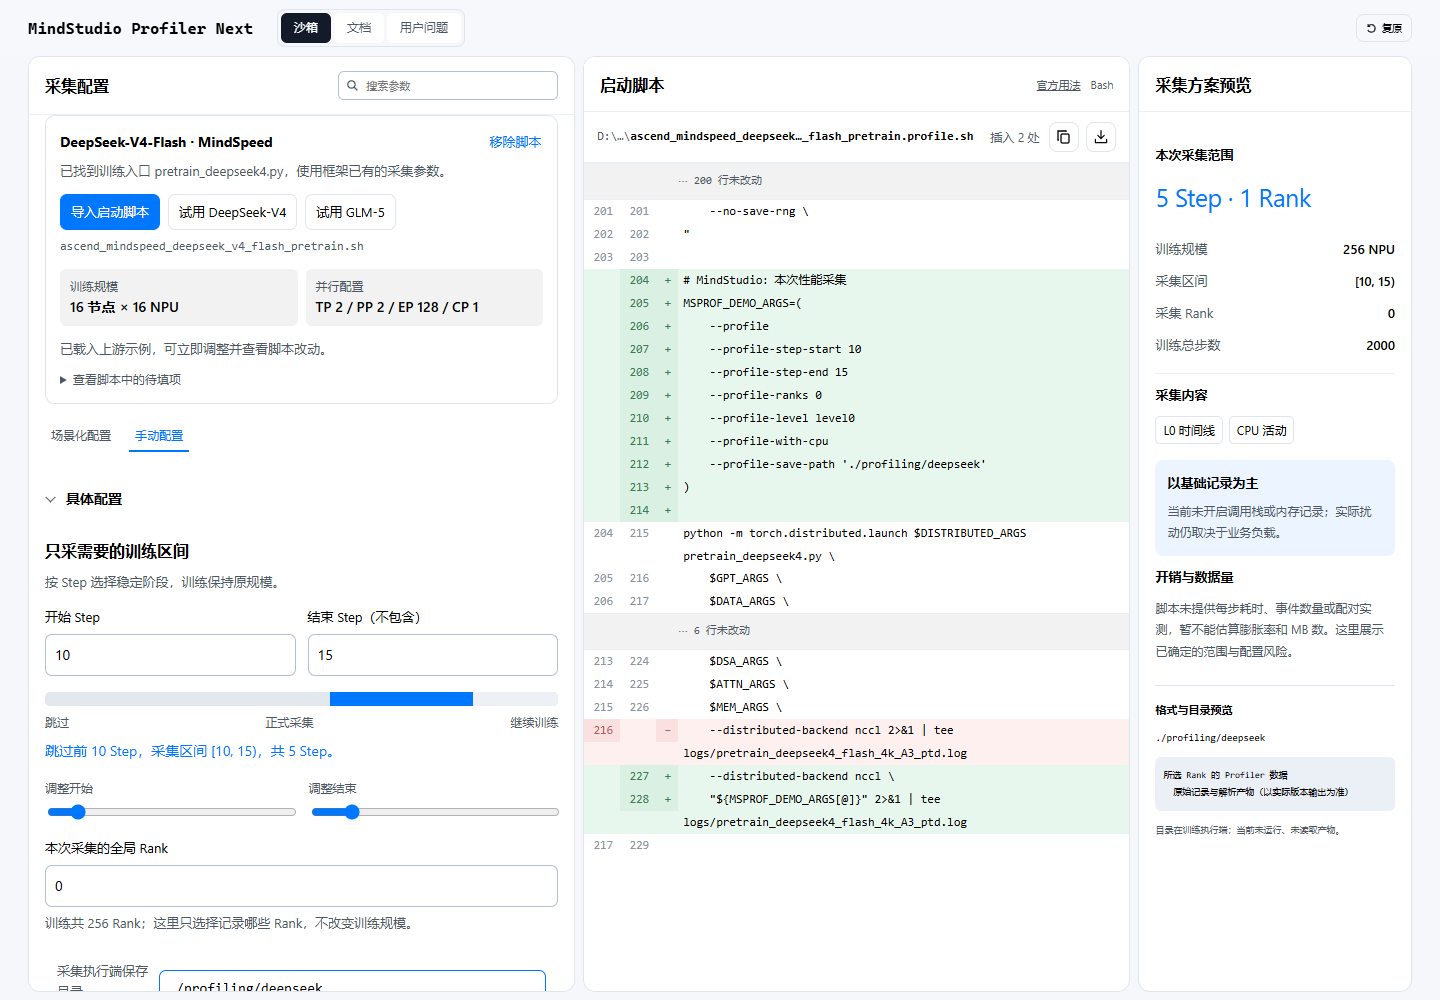 MindStudio Profiler Next
沙箱
文档
用户问题
复原
采集配置
搜索参数
DeepSeek-V4-Flash · MindSpeed
移除脚本
已找到训练入口 pretrain_deepseek4.py，使用框架已有的采集参数。
导入启动脚本
试用 DeepSeek-V4
试用 GLM-5
ascend_mindspeed_deepseek_v4_flash_pretrain.sh
训练规模
16 节点 × 16 NPU
并行配置
TP 2 / PP 2 / EP 128 / CP 1
已载入上游示例，可立即调整并查看脚本改动。
查看脚本中的待填项
场景化配置
手动配置
具体配置
只采需要的训练区间
按 Step 选择稳定阶段，训练保持原规模。
开始 Step
结束 Step（不包含）
10
15
跳过
正式采集
继续训练
跳过前 10 Step，采集区间 [10, 15)，共 5 Step。
调整开始
调整结束
本次采集的全局 Rank
0
训练共 256 Rank；这里只选择记录哪些 Rank，不改变训练规模。
采集执行端保存
目录
./profiling/deepseek
启动脚本
官方用法
Bash
D:\…\ascend_mindspeed_deepseek…_flash_pretrain.profile.sh
插入 2 处
… 200 行未改动
201 201 --no-save-rng \
202 202 "
203 203
204 + # MindStudio: 本次性能采集
205 + MSPROF_DEMO_ARGS=(
206 + --profile
207 + --profile-step-start 10
208 + --profile-step-end 15
209 + --profile-ranks 0
210 + --profile-level level0
211 + --profile-with-cpu
212 + --profile-save-path './profiling/deepseek'
213 + )
214 +
204 215 python -m torch.distributed.launch $DISTRIBUTED_ARGS
pretrain_deepseek4.py \
205 216 $GPT_ARGS \
206 217 $DATA_ARGS \
… 6 行未改动
213 224 $DSA_ARGS \
214 225 $ATTN_ARGS \
215 226 $MEM_ARGS \
216 − --distributed-backend nccl 2>&1 | tee
logs/pretrain_deepseek4_flash_4k_A3_ptd.log
227 + --distributed-backend nccl \
228 + "${MSPROF_DEMO_ARGS[@]}" 2>&1 | tee
logs/pretrain_deepseek4_flash_4k_A3_ptd.log
217 229
采集方案预览
本次采集范围
5 Step · 1 Rank
训练规模 256 NPU
采集区间 [10, 15)
采集 Rank 0
训练总步数 2000
采集内容
L0 时间线
CPU 活动
以基础记录为主
当前未开启调用栈或内存记录；实际扰
动仍取决于业务负载。
开销与数据量
脚本未提供每步耗时、事件数量或配对实
测，暂不能估算膨胀率和 MB 数。这里展示
已确定的范围与配置风险。
格式与目录预览
./profiling/deepseek
所选 Rank 的 Profiler 数据
原始记录与解析产物（以实际版本输出为准）
目录在训练执行端；当前未运行、未读取产物。